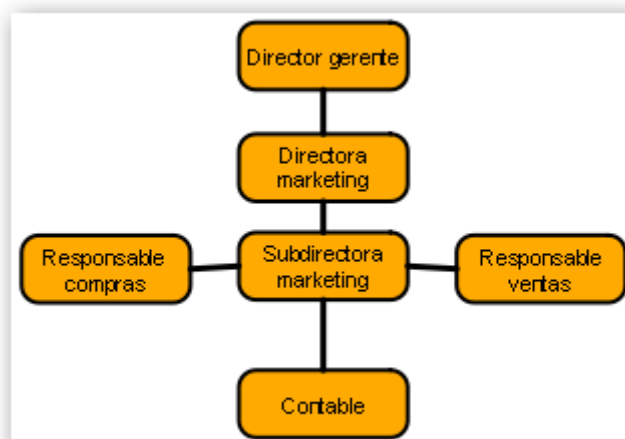 Director gerente
Directora
marketing
Responsable
compras
Subdirectora
marketing
Responsable
ventas
Contable